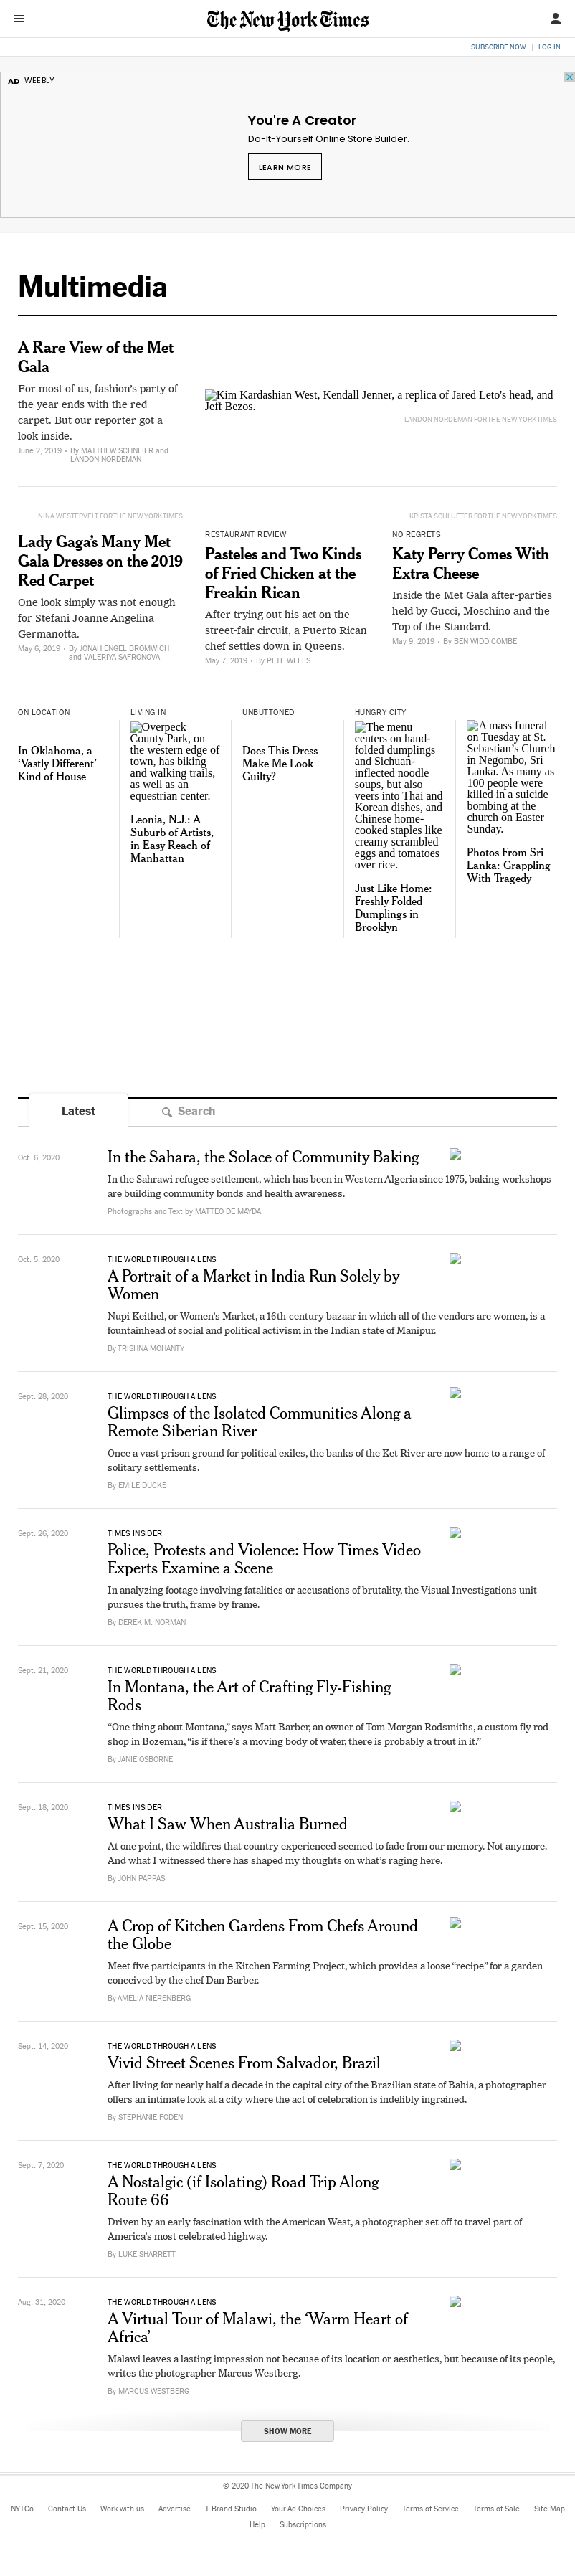 The New York Times
SUBSCRIBE NOW | LOG IN
AD WEEBLY
You're A Creator
Do-It-Yourself Online Store Builder.
LEARN MORE
Multimedia
A Rare View of the Met
Gala
For most of us, fashion's party of
the year ends with the red
carpet. But our reporter got a
look inside.
June 2, 2019 • By MATTHEW SCHNEIER and
LANDON NORDEMAN
Kim Kardashian West, Kendall Jenner, a replica of Jared Leto's head, and
Jeff Bezos.
LANDON NORDEMAN FOR THE NEW YORK TIMES
NINA WESTERVELT FOR THE NEW YORK TIMES
Lady Gaga's Many Met
Gala Dresses on the 2019
Red Carpet
One look simply was not enough
for Stefani Joanne Angelina
Germanotta.
May 6, 2019 • By JONAH ENGEL BROMWICH
and VALERIYA SAFRONOVA
RESTAURANT REVIEW
Pasteles and Two Kinds
of Fried Chicken at the
Freakin Rican
After trying out his act on the
street-fair circuit, a Puerto Rican
chef settles down in Queens.
May 7, 2019 • By PETE WELLS
KRISTA SCHLUETER FOR THE NEW YORK TIMES
NO REGRETS
Katy Perry Comes With
Extra Cheese
Inside the Met Gala after-parties
held by Gucci, Moschino and the
Top of the Standard.
May 9, 2019 • By BEN WIDDICOMBE
ON LOCATION
In Oklahoma, a
‘Vastly Different’
Kind of House
LIVING IN
Overpeck
County Park, on
the western edge of
town, has biking
and walking trails,
as well as an
equestrian center.
Leonia, N.J.: A
Suburb of Artists,
in Easy Reach of
Manhattan
UNBUTTONED
Does This Dress
Make Me Look
Guilty?
HUNGRY CITY
The menu
centers on hand-
folded dumplings
and Sichuan-
inflected noodle
soups, but also
veers into Thai and
Korean dishes, and
Chinese home-
cooked staples like
creamy scrambled
eggs and tomatoes
over rice.
Just Like Home:
Freshly Folded
Dumplings in
Brooklyn
A mass funeral
on Tuesday at St.
Sebastian’s Church
in Negombo, Sri
Lanka. As many as
100 people were
killed in a suicide
bombing at the
church on Easter
Sunday.
Photos From Sri
Lanka: Grappling
With Tragedy
Latest
Search
Oct. 6, 2020
In the Sahara, the Solace of Community Baking
In the Sahrawi refugee settlement, which has been in Western Algeria since 1975, baking workshops
are building community bonds and health awareness.
Photographs and Text by MATTEO DE MAYDA
Oct. 5, 2020
THE WORLD THROUGH A LENS
A Portrait of a Market in India Run Solely by
Women
Nupi Keithel, or Women's Market, a 16th-century bazaar in which all of the vendors are women, is a
fountainhead of social and political activism in the Indian state of Manipur.
By TRISHNA MOHANTY
Sept. 28, 2020
THE WORLD THROUGH A LENS
Glimpses of the Isolated Communities Along a
Remote Siberian River
Once a vast prison ground for political exiles, the banks of the Ket River are now home to a range of
solitary settlements.
By EMILE DUCKE
Sept. 26, 2020
TIMES INSIDER
Police, Protests and Violence: How Times Video
Experts Examine a Scene
In analyzing footage involving fatalities or accusations of brutality, the Visual Investigations unit
pursues the truth, frame by frame.
By DEREK M. NORMAN
Sept. 21, 2020
THE WORLD THROUGH A LENS
In Montana, the Art of Crafting Fly-Fishing
Rods
“One thing about Montana,” says Matt Barber, an owner of Tom Morgan Rodsmiths, a custom fly rod
shop in Bozeman, “is if there’s a moving body of water, there is probably a trout in it.”
By JANIE OSBORNE
Sept. 18, 2020
TIMES INSIDER
What I Saw When Australia Burned
At one point, the wildfires that country experienced seemed to fade from our memory. Not anymore.
And what I witnessed there has shaped my thoughts on what’s raging here.
By JOHN PAPPAS
Sept. 15, 2020
A Crop of Kitchen Gardens From Chefs Around
the Globe
Meet five participants in the Kitchen Farming Project, which provides a loose “recipe” for a garden
conceived by the chef Dan Barber.
By AMELIA NIERENBERG
Sept. 14, 2020
THE WORLD THROUGH A LENS
Vivid Street Scenes From Salvador, Brazil
After living for nearly half a decade in the capital city of the Brazilian state of Bahia, a photographer
offers an intimate look at a city where the act of celebration is indelibly ingrained.
By STEPHANIE FODEN
Sept. 7, 2020
THE WORLD THROUGH A LENS
A Nostalgic (if Isolating) Road Trip Along
Route 66
Driven by an early fascination with the American West, a photographer set off to travel part of
America’s most celebrated highway.
By LUKE SHARRETT
Aug. 31, 2020
THE WORLD THROUGH A LENS
A Virtual Tour of Malawi, the ‘Warm Heart of
Africa’
Malawi leaves a lasting impression not because of its location or aesthetics, but because of its people,
writes the photographer Marcus Westberg.
By MARCUS WESTBERG
SHOW MORE
© 2020 The New York Times Company
NYTCo Contact Us Work with us Advertise T Brand Studio Your Ad Choices Privacy Policy Terms of Service Terms of Sale Site Map
Help Subscriptions